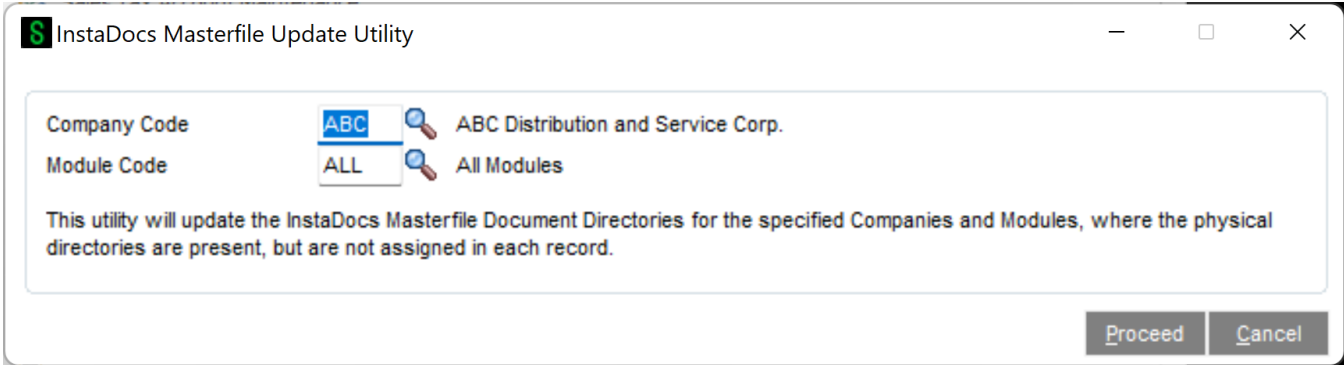 InstaDocs Masterfile Update Utility
Company Code ABC ABC Distribution and Service Corp.
Module Code ALL All Modules
This utility will update the InstaDocs Masterfile Document Directories for the specified Companies and Modules, where the physical
directories are present, but are not assigned in each record.
Proceed Cancel